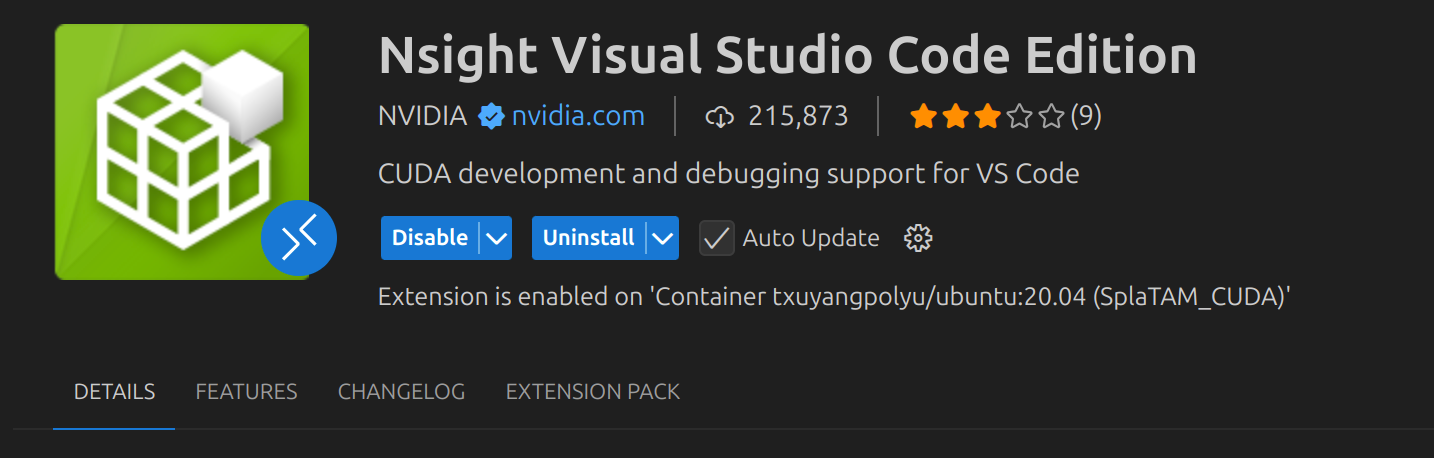 Nsight Visual Studio Code Edition
NVIDIA nvidia.com 215,873 (9)
CUDA development and debugging support for VS Code
Disable Uninstall Auto Update
Extension is enabled on 'Container txuyangpolyu/ubuntu:20.04 (SplaTAM_CUDA)'
DETAILS FEATURES CHANGELOG EXTENSION PACK